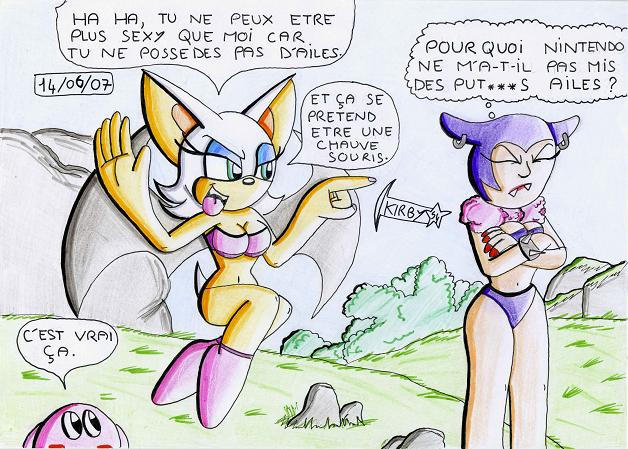 HA HA, TU NE PEUX ETRE
PLUS SEXY QUE MOI CAR
TU NE POSSEDES PAS D'AILES.
14/06/07
ET ÇA SE
PRETEND
ETRE UNE
CHAUVE
SOURIS.
POURQUOI NINTENDO
NE M'A-T-IL PAS MIS
DES PUT***S AILES ?
KIRBY54
C'EST VRAI
ÇA.